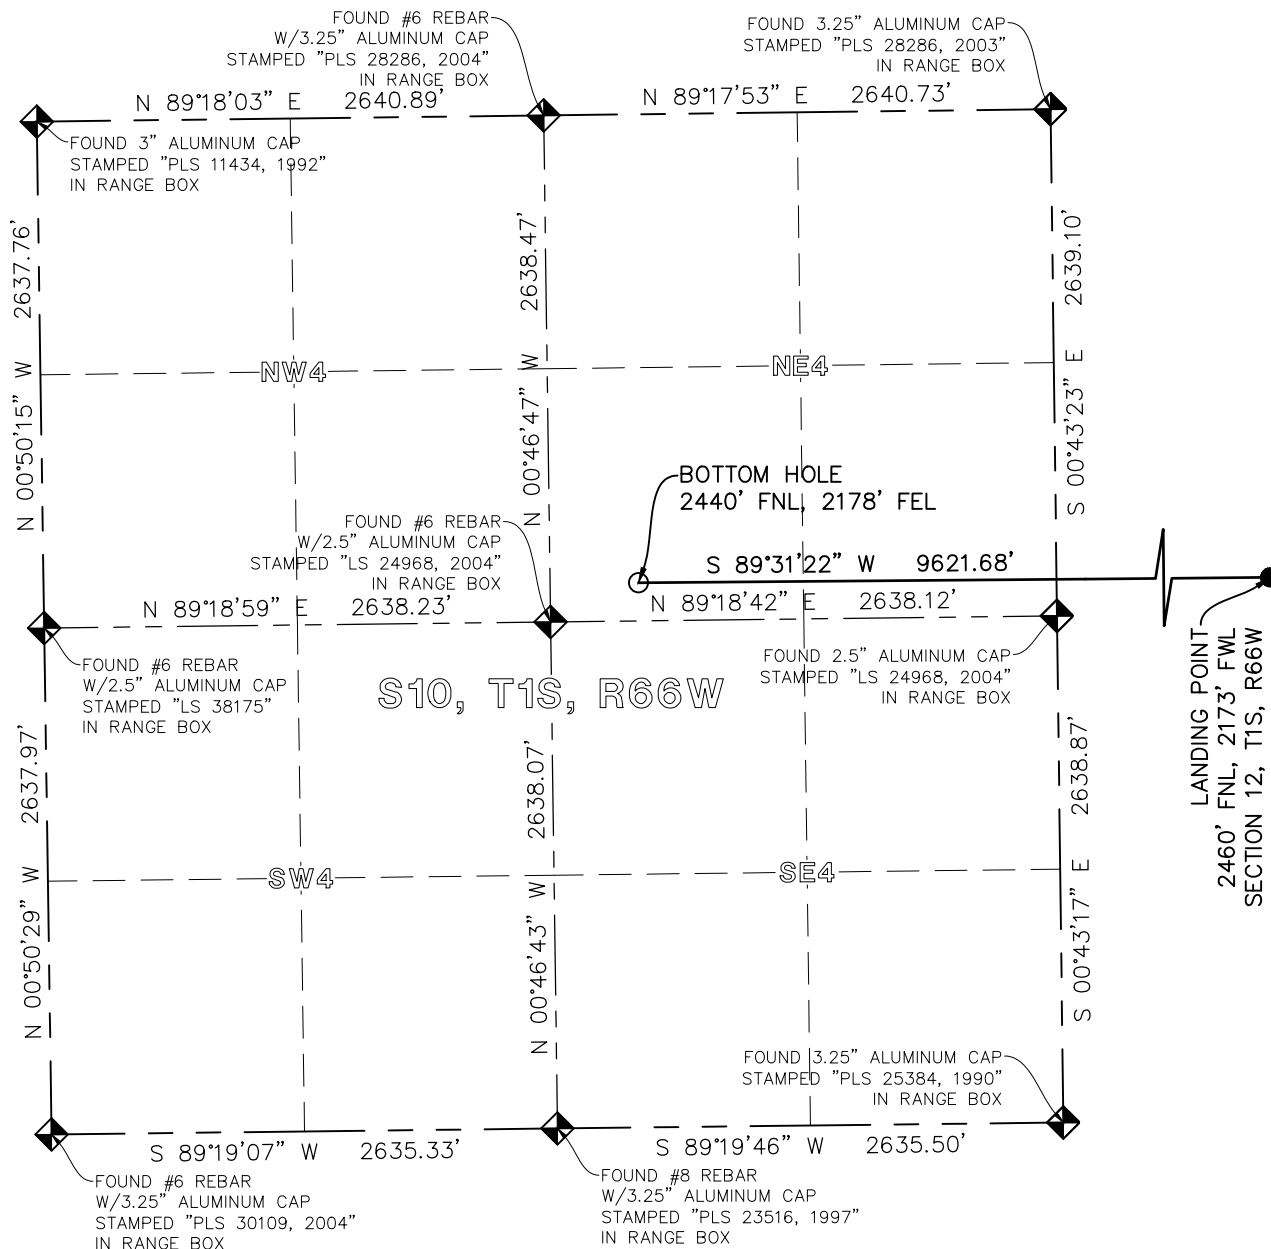 FOUND #6 REBAR
W/3.25" ALUMINUM CAP
STAMPED "PLS 28286, 2004"
IN RANGE BOX
FOUND 3.25" ALUMINUM CAP
STAMPED "PLS 28286, 2003"
IN RANGE BOX
N 89°18'03" E 2640.89'
N 89°17'53" E 2640.73'
FOUND 3" ALUMINUM CAP
STAMPED "PLS 11434, 1992"
IN RANGE BOX
N 00°50'15" W 2637.76'
N 00°46'47" W 2638.47'
S 00°43'23" E 2639.10'
NW4
NE4
BOTTOM HOLE
2440' FNL, 2178' FEL
FOUND #6 REBAR
W/2.5" ALUMINUM CAP
STAMPED "LS 24968, 2004"
IN RANGE BOX
S 89°31'22" W 9621.68'
N 89°18'59" E 2638.23'
N 89°18'42" E 2638.12'
FOUND #6 REBAR
W/2.5" ALUMINUM CAP
STAMPED "LS 38175"
IN RANGE BOX
S10, T1S, R66W
FOUND 2.5" ALUMINUM CAP
STAMPED "LS 24968, 2004"
IN RANGE BOX
LANDING POINT
2460' FNL, 2173' FWL
SECTION 12, T1S, R66W
N 00°50'29" W 2637.97'
N 00°46'43" W 2638.07'
S 00°43'17" E 2638.87'
SW4
SE4
FOUND 3.25" ALUMINUM CAP
STAMPED "PLS 25384, 1990"
IN RANGE BOX
S 89°19'07" W 2635.33'
S 89°19'46" W 2635.50'
FOUND #6 REBAR
W/3.25" ALUMINUM CAP
STAMPED "PLS 30109, 2004"
IN RANGE BOX
FOUND #8 REBAR
W/3.25" ALUMINUM CAP
STAMPED "PLS 23516, 1997"
IN RANGE BOX